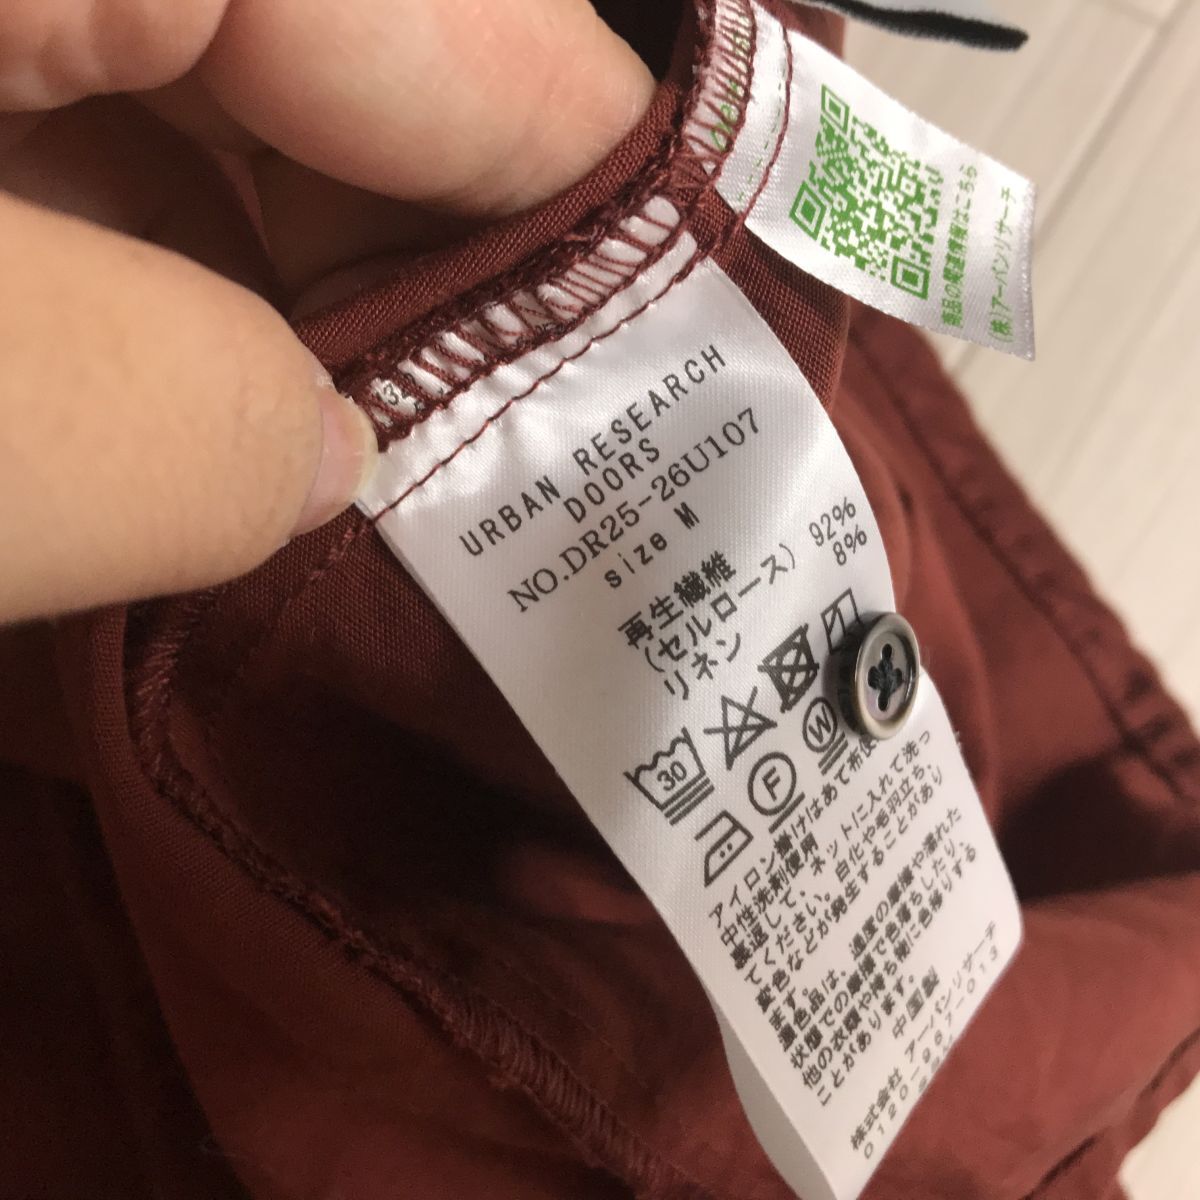 商品の取扱情報はこちら
(株)アーバンリサーチ
32
URBAN RESEARCH
DOORS
NO.DR25-26U107
size M
再生繊維
(セルロース) 92%
リネン 8%
30
F
W
アイロン掛けはあて布使
中性洗剤使用
裏返して、ネットに入れて洗っ
てください。白化や毛羽立ち、
変色などが発生することがあり
ます。
濃色品は、過度の摩擦や濡れた
状態での摩擦で色落ちしたり、
他の衣類や持ち物に色移りする
ことがあります。
中国製
株式会社 アーバンリサーチ
0120-967-013